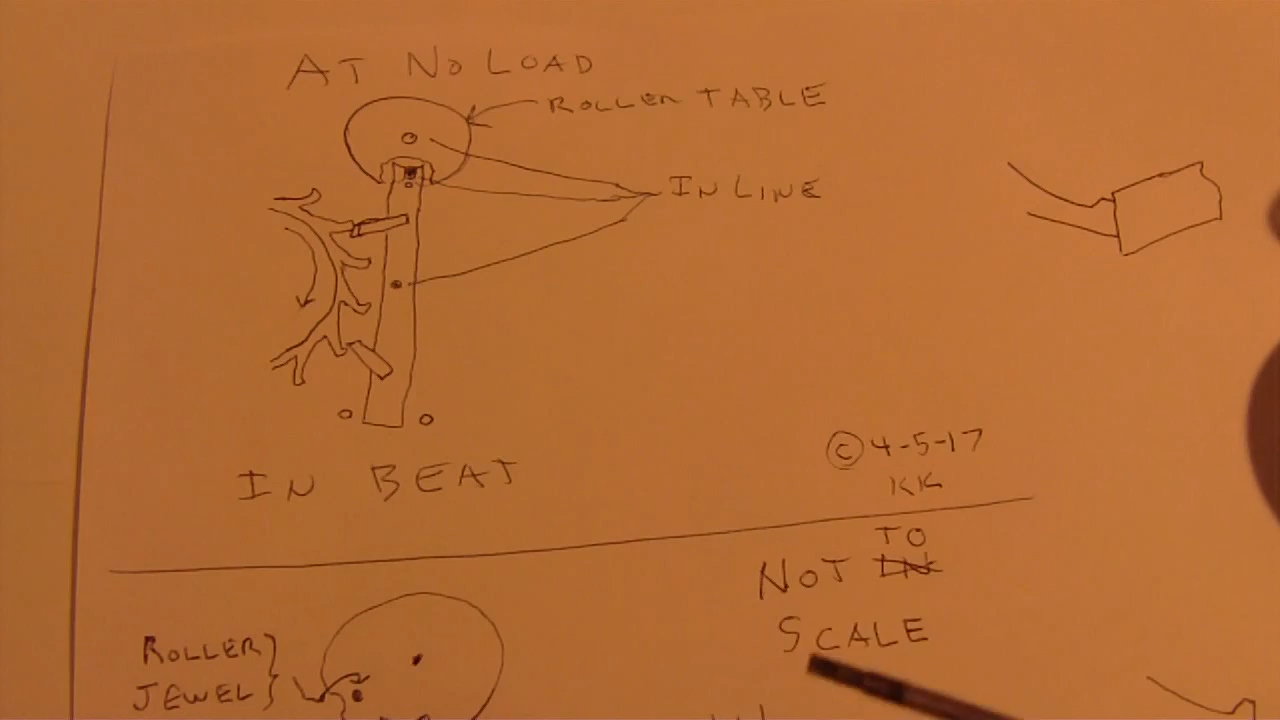 AT NO LOAD
ROLLER TABLE
IN LINE
IN BEAT
© 4-5-17
KK
TO
NOT IN
SCALE
ROLLER
JEWEL